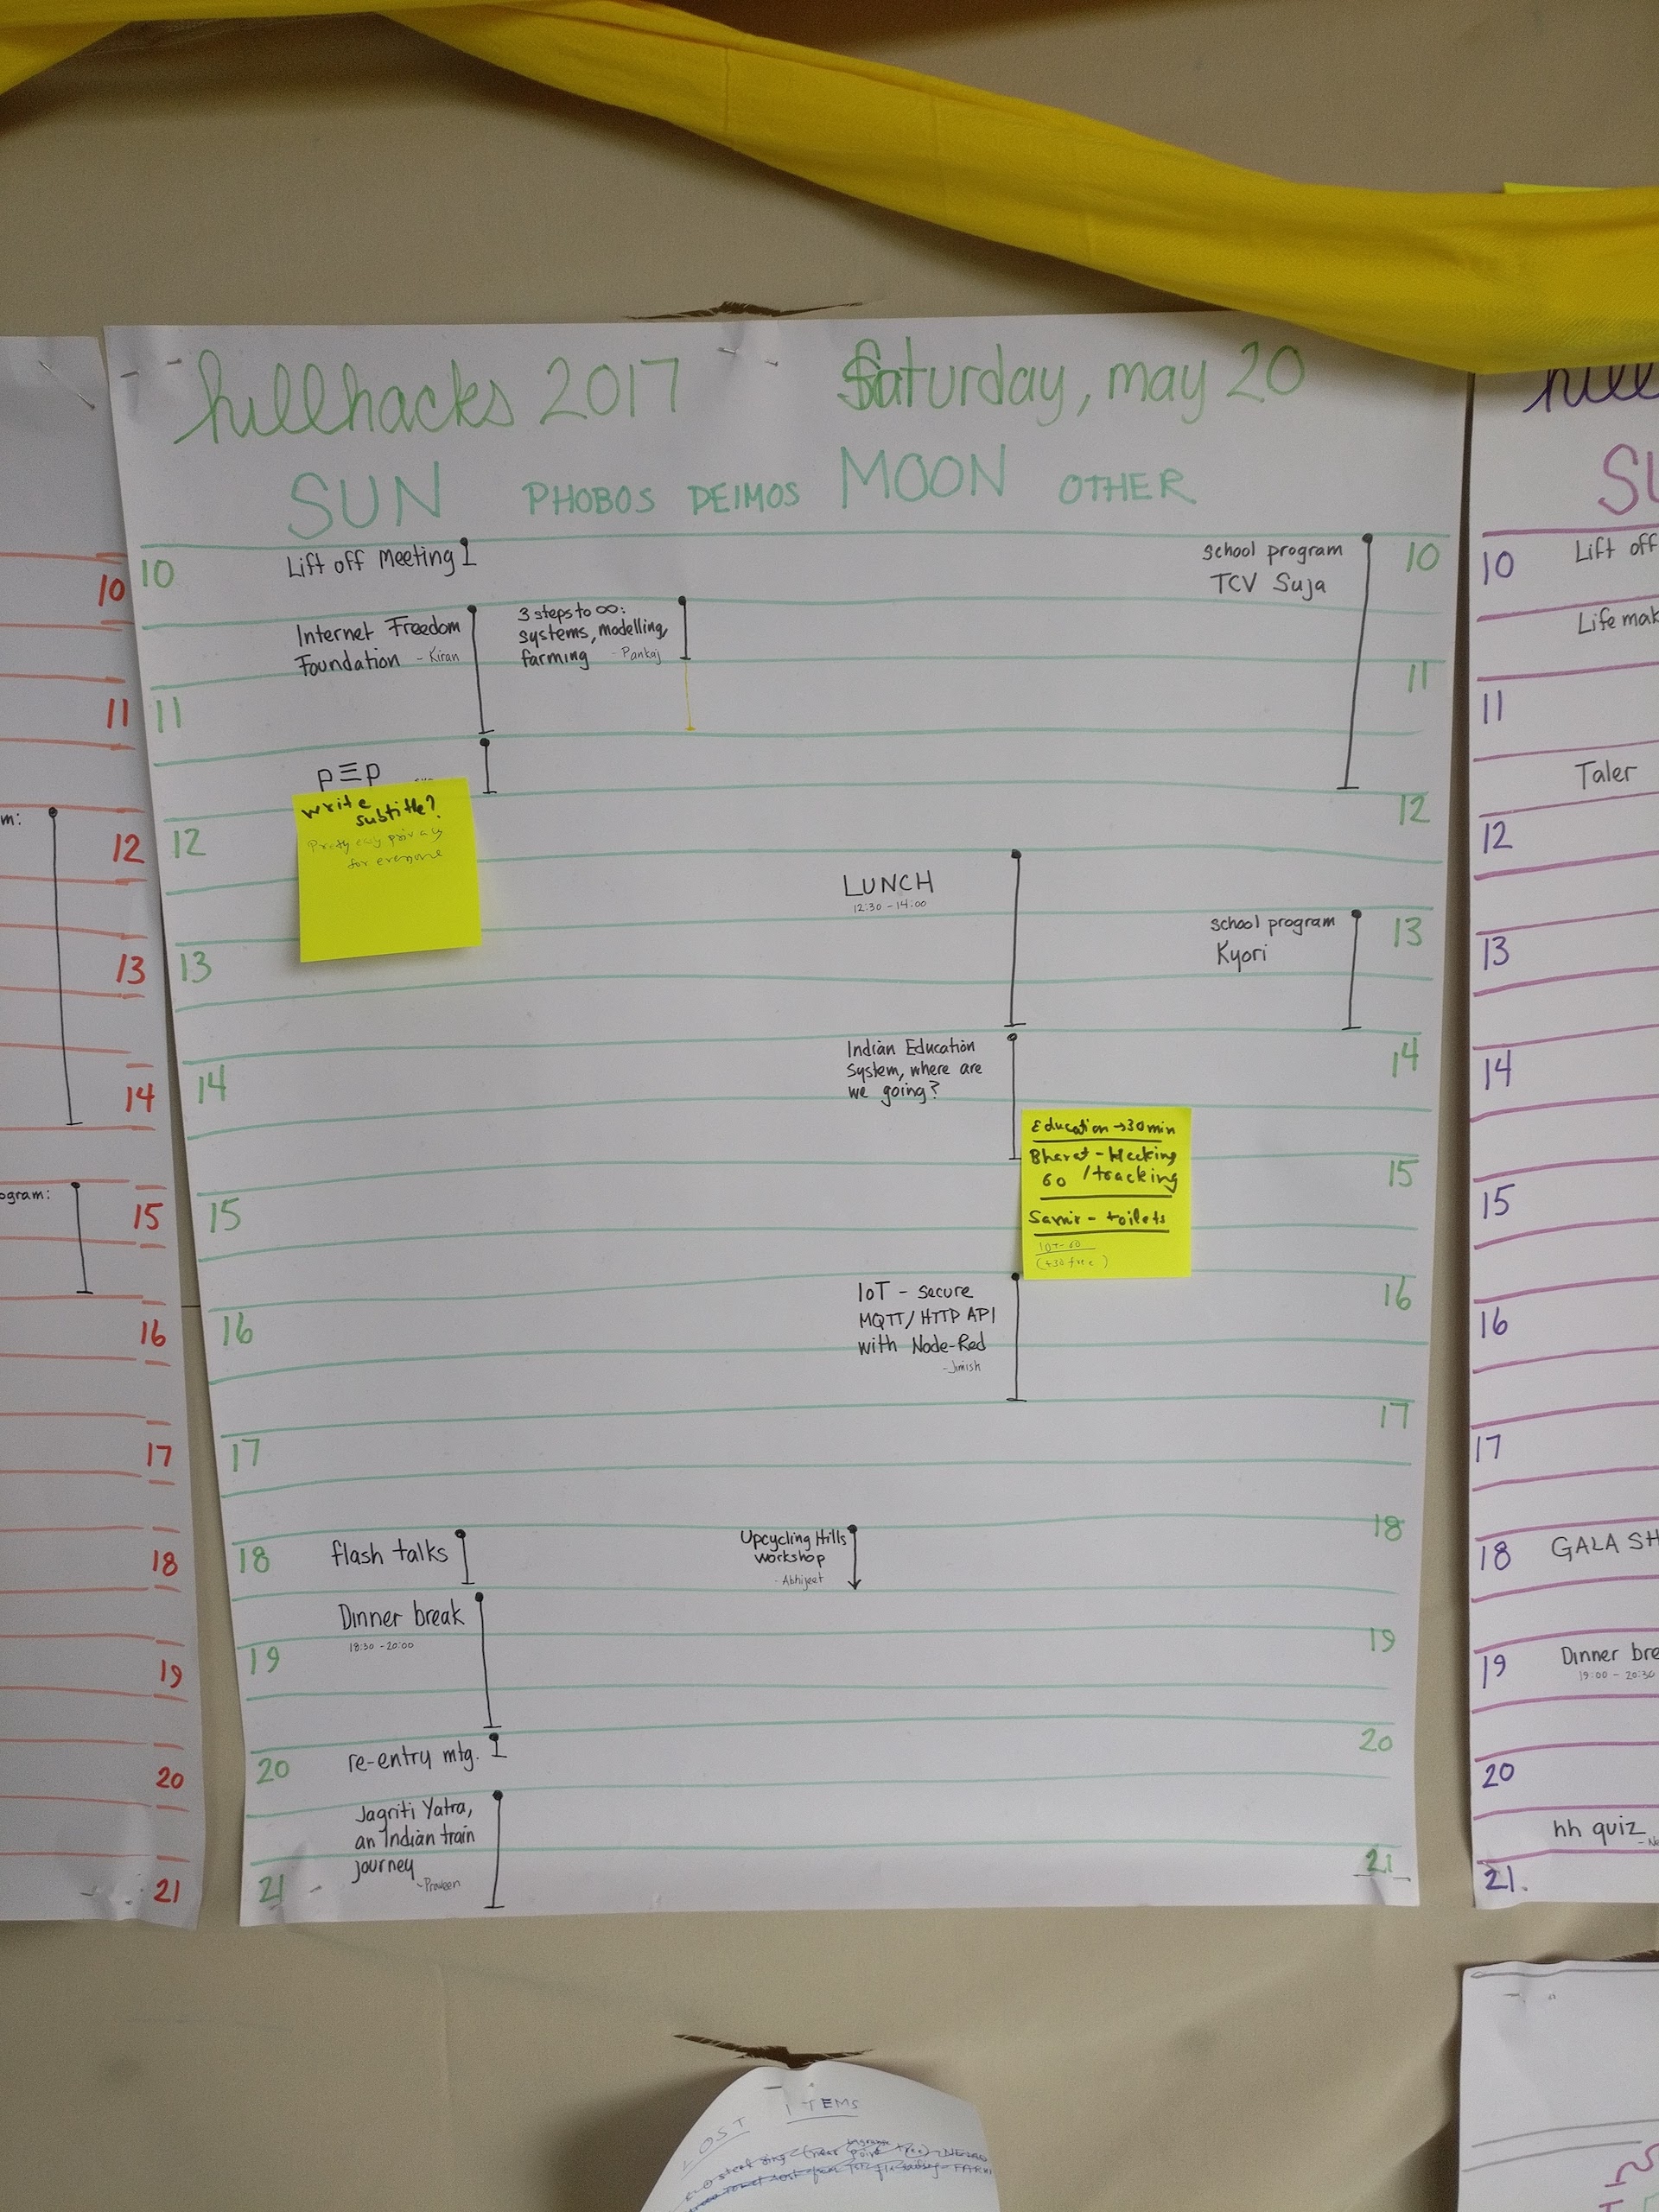 hillhacks 2017 Saturday, may 20
SUN PHOBOS DEIMOS MOON OTHER
10 Lift off Meeting
school program
TCV Suja
10
Internet Freedom
Foundation - Kiran
3 steps to ∞:
systems, modelling,
farming - Pankaj
11
11
p≡p
write
subtitle?
Pretty easy privacy
for everyone
12
12
LUNCH
12:30 - 14:00
school program
Kyori
13
13
Indian Education
System, where are
we going?
14
14
Education → 30 min
Bharat -
60 / tracking
Samir - toilets
(+30 free)
15
15
IoT - secure
MQTT / HTTP API
with Node-Red
- Jimish
16
16
17
17
18 flash talks
Upcycling Hills
workshop
- Abhijeet
18
Dinner break
18:30 - 20:00
19
19
20 re-entry mtg.
20
Jagriti Yatra,
an Indian train
journey
- Praveen
21
21
10
11
m:
12
13
14
ogram:
15
16
17
18
19
20
21
hill
SU
10 Lift off
Life mak
11
Taler
12
13
14
15
16
17
18 GALA SH
19 Dinner bre
19:00 - 20:30
20
hh quiz
21.
LOST ITEMS